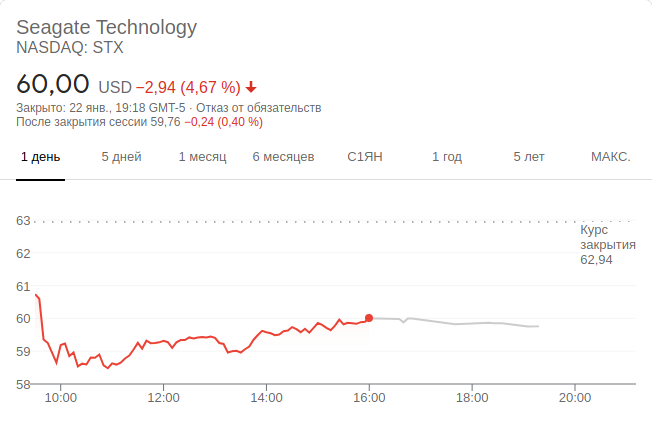 Seagate Technology
NASDAQ: STX
60,00 USD −2,94 (4,67 %)
Закрыто: 22 янв., 19:18 GMT-5 · Отказ от обязательств
После закрытия сессии 59,76 −0,24 (0,40 %)
1 день 5 дней 1 месяц 6 месяцев С1ЯН 1 год 5 лет МАКС.
63
Курс
закрытия
62,94
62
61
60
59
58
10:00 12:00 14:00 16:00 18:00 20:00